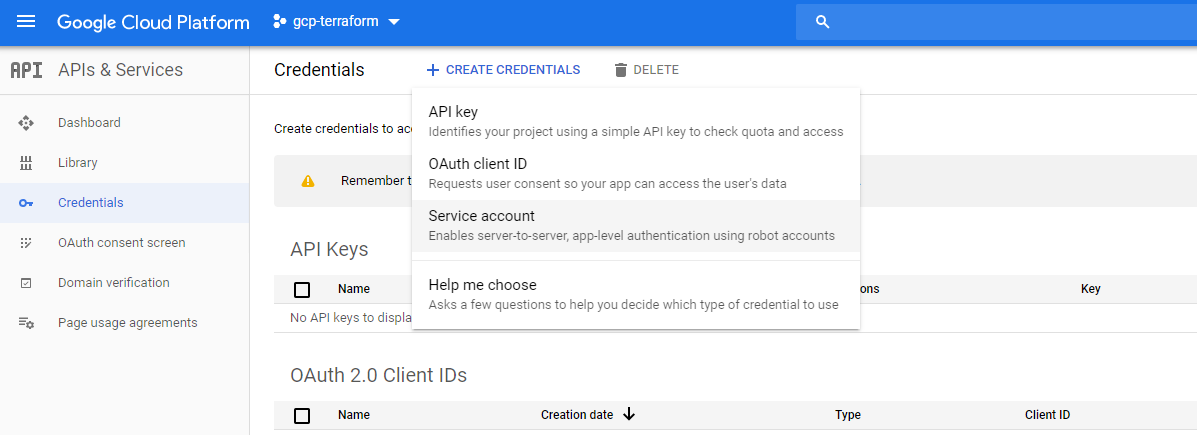 Google Cloud Platform
gcp-terraform
API APIs & Services
Credentials
CREATE CREDENTIALS
DELETE
Dashboard
Library
Credentials
OAuth consent screen
Domain verification
Page usage agreements
Create credentials to
Remember
API key
Identifies your project using a simple API key to check quota and access
OAuth client ID
Requests user consent so your app can access the user's data
Service account
Enables server-to-server, app-level authentication using robot accounts
Help me choose
Asks a few questions to help you decide which type of credential to use
API Keys
Name
Key
No API keys to
OAuth 2.0 Client IDs
Name Creation date Type Client ID